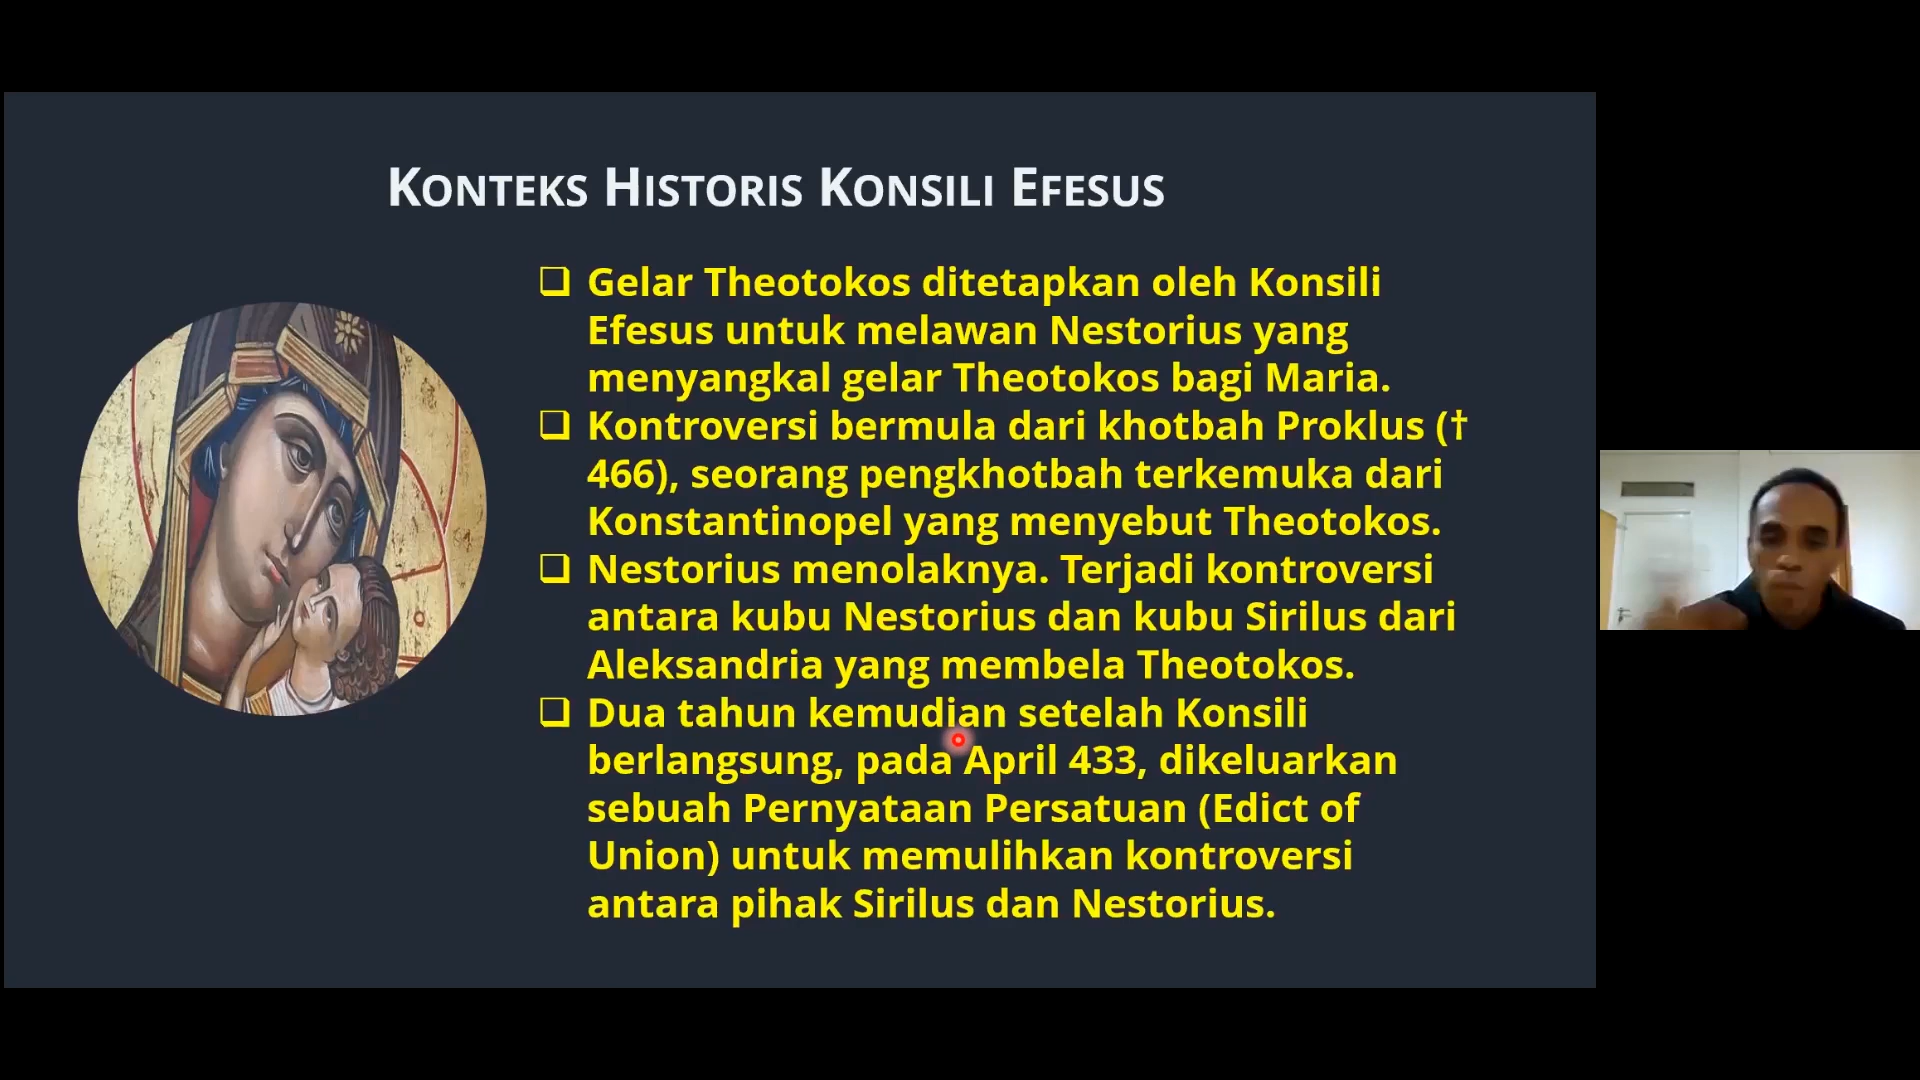 KONTEKS HISTORIS KONSILI EFESUS
❑ Gelar Theotokos ditetapkan oleh Konsili
Efesus untuk melawan Nestorius yang
menyangkal gelar Theotokos bagi Maria.
❑ Kontroversi bermula dari khotbah Proklus (†
466), seorang pengkhotbah terkemuka dari
Konstantinopel yang menyebut Theotokos.
❑ Nestorius menolaknya. Terjadi kontroversi
antara kubu Nestorius dan kubu Sirilus dari
Aleksandria yang membela Theotokos.
❑ Dua tahun kemudian setelah Konsili
berlangsung, pada April 433, dikeluarkan
sebuah Pernyataan Persatuan (Edict of
Union) untuk memulihkan kontroversi
antara pihak Sirilus dan Nestorius.